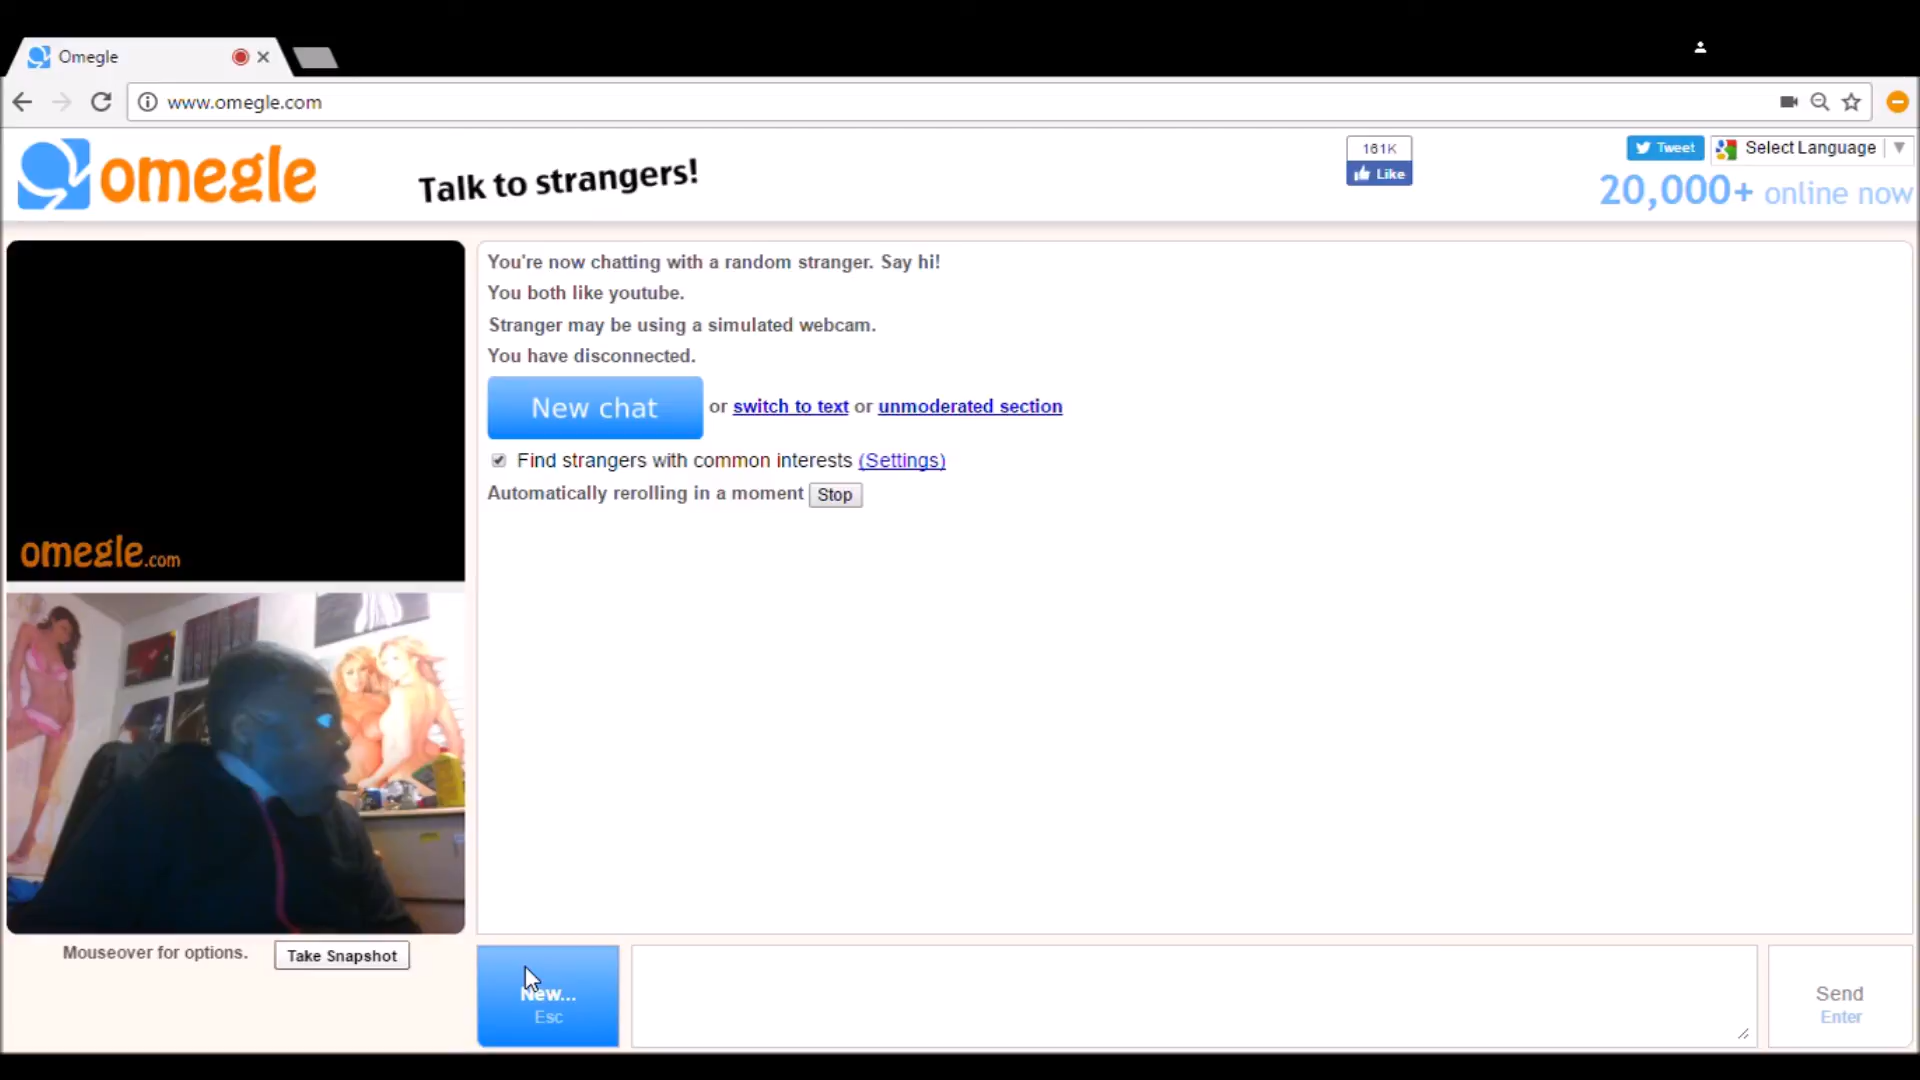 Omegle
www.omegle.com
omegle
Talk to strangers!
161K
Like
Tweet
Select Language
20,000+ online now
You're now chatting with a random stranger. Say hi!
You both like youtube.
Stranger may be using a simulated webcam.
You have disconnected.
New chat or switch to text or unmoderated section
Find strangers with common interests (Settings)
Automatically rerolling in a moment Stop
omegle.com
Mouseover for options. Take Snapshot
New...
Esc
Send
Enter